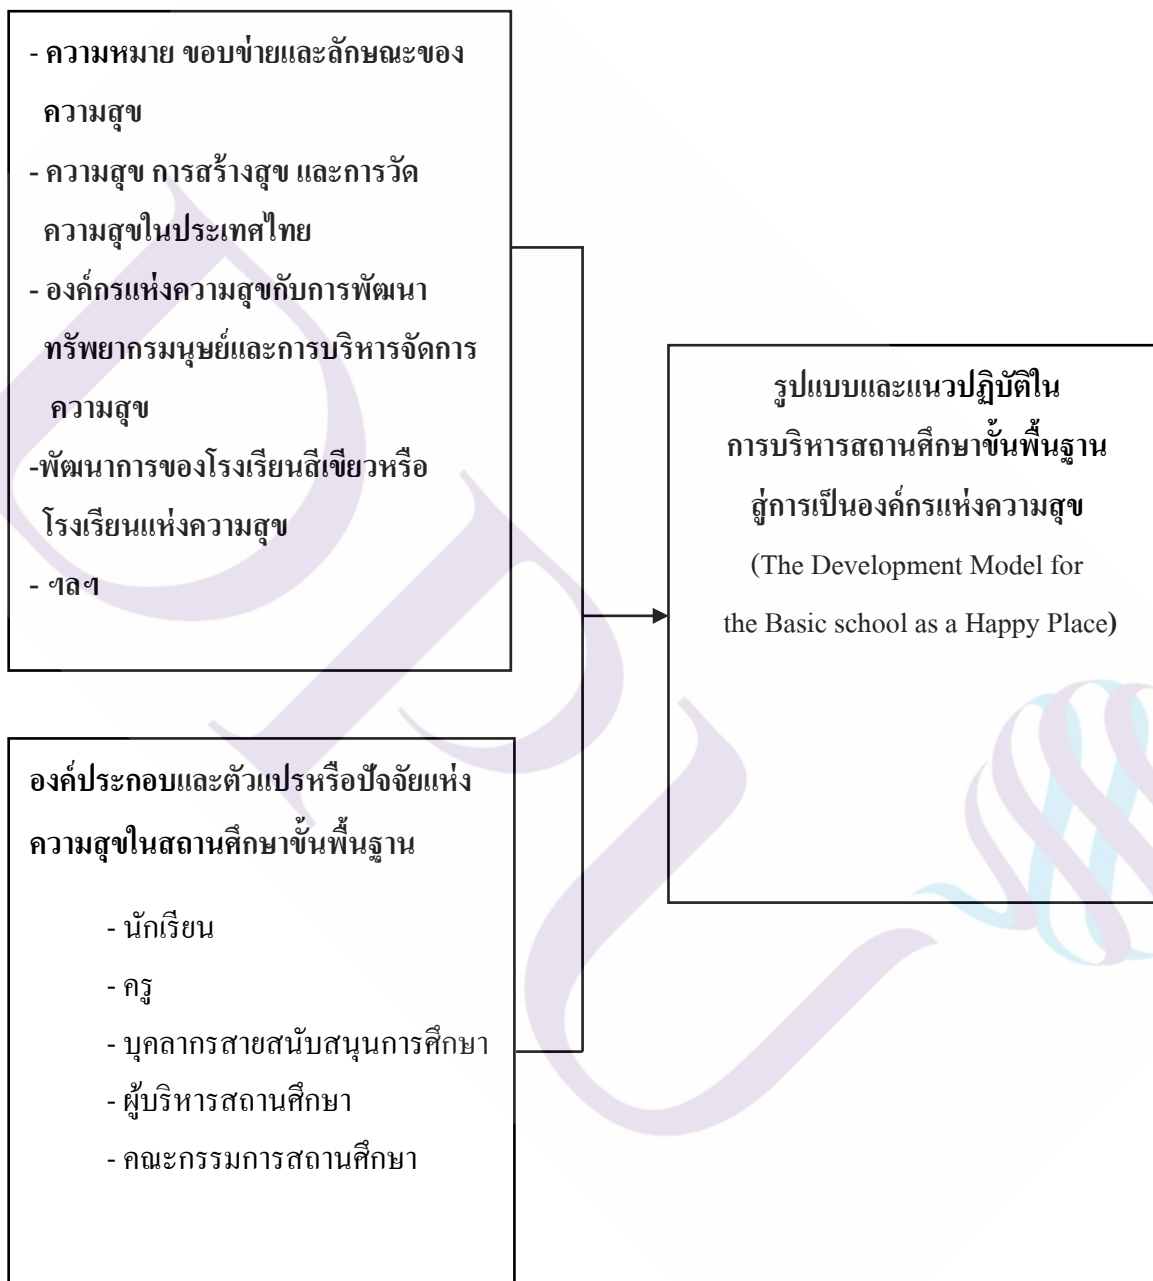 - ความหมาย ขอบข่ายและลักษณะของ
ความสุข
- ความสุข การสร้างสุข และการวัด
ความสุขในประเทศไทย
- องค์กรแห่งความสุขกับการพัฒนา
ทรัพยากรมนุษย์และการบริหารจัดการ
ความสุข
-พัฒนาการของโรงเรียนสีเขียวหรือ
โรงเรียนแห่งความสุข
- ฯลฯ
องค์ประกอบและตัวแปรหรือปัจจัยแห่ง
ความสุขในสถานศึกษาขั้นพื้นฐาน
- นักเรียน
- ครู
- บุคลากรสายสนับสนุนการศึกษา
- ผู้บริหารสถานศึกษา
- คณะกรรมการสถานศึกษา
รูปแบบและแนวปฏิบัติใน
การบริหารสถานศึกษาขั้นพื้นฐาน
สู่การเป็นองค์กรแห่งความสุข
(The Development Model for
the Basic school as a Happy Place)
DPU